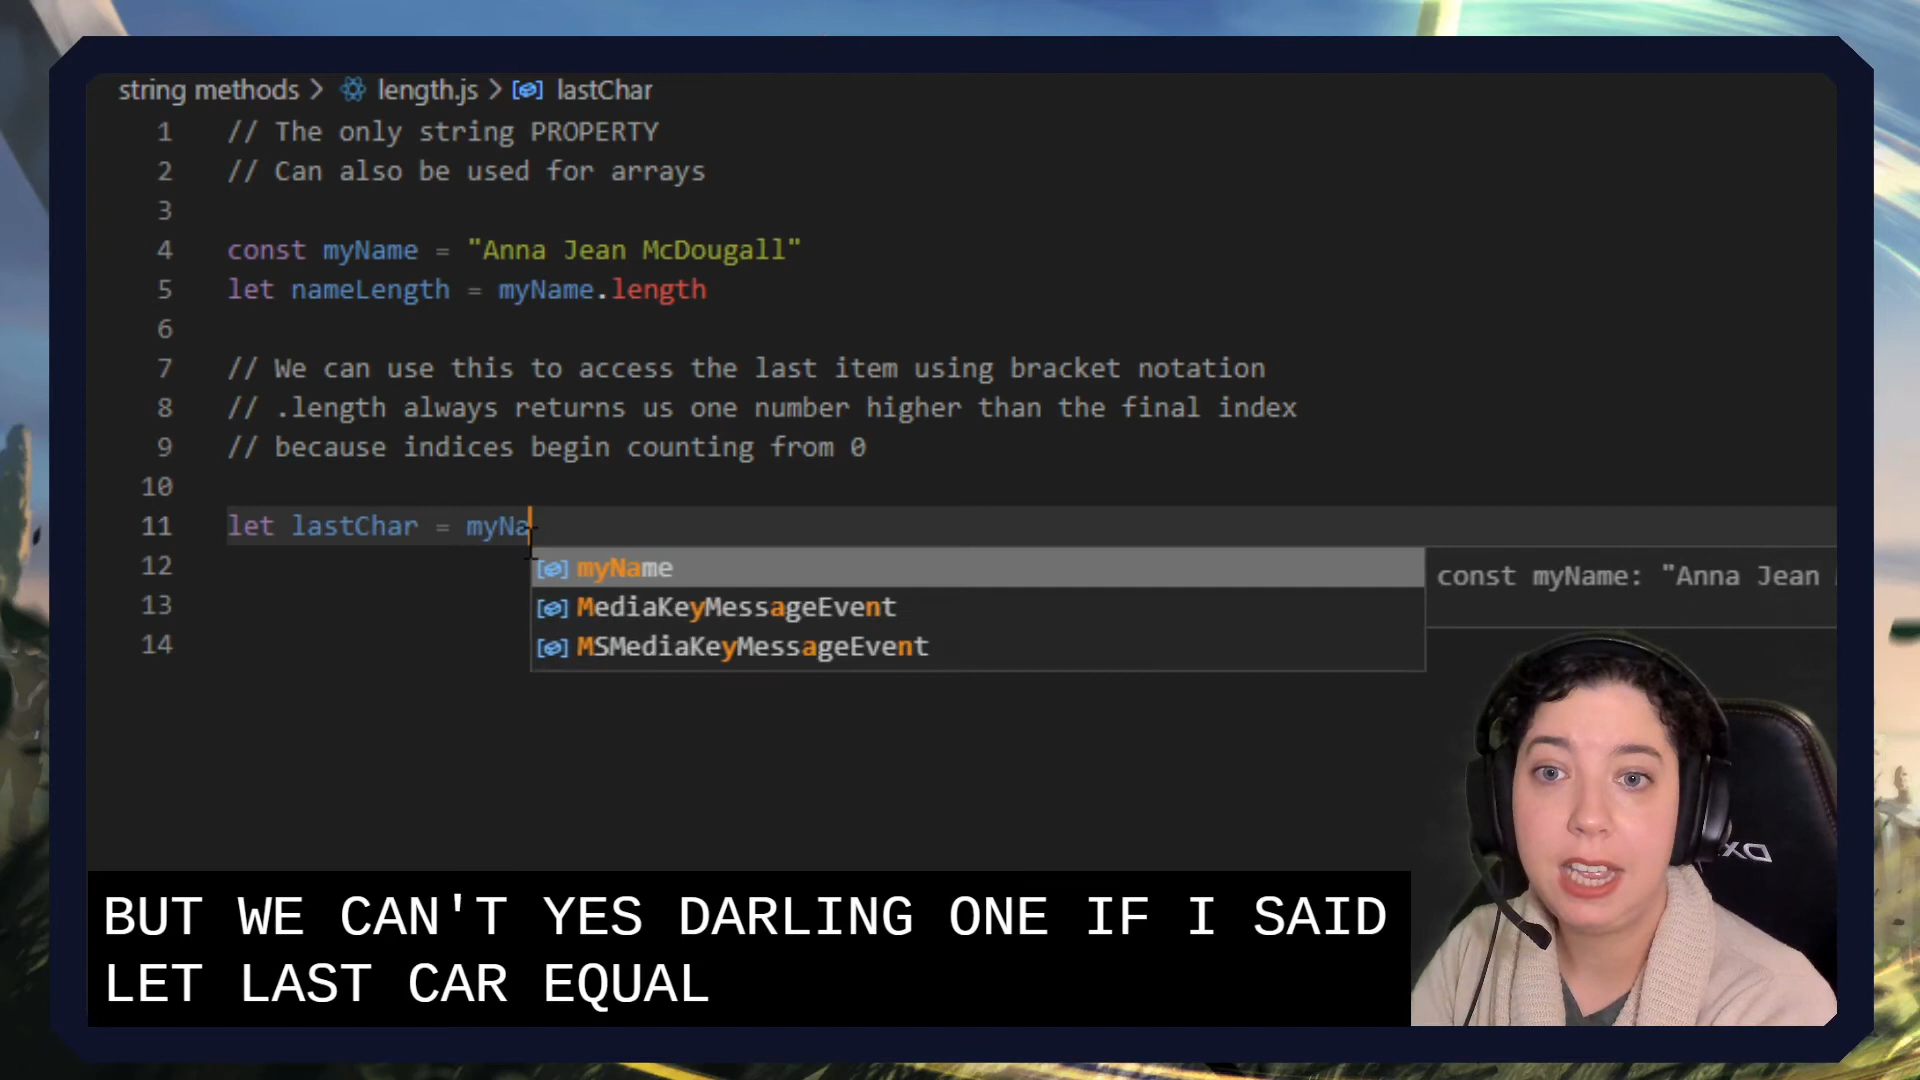 string methods > length.js > lastChar
1 // The only string PROPERTY
2 // Can also be used for arrays
3
4 const myName = "Anna Jean McDougall"
5 let nameLength = myName.length
6
7 // We can use this to access the last item using bracket notation
8 // .length always returns us one number higher than the final index
9 // because indices begin counting from 0
10
11 let lastChar = myNa
12 myName const myName: "Anna Jean
13 MediaKeyMessageEvent
14 MSMediaKeyMessageEvent
BUT WE CAN'T YES DARLING ONE IF I SAID
LET LAST CAR EQUAL